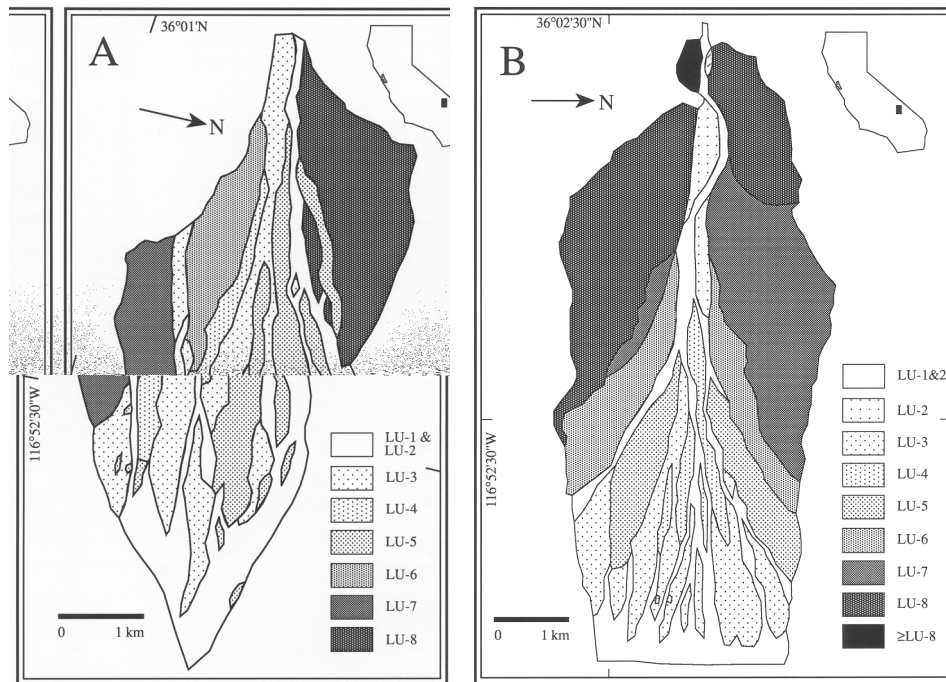 36°01'N
A
N
116°52'30"W
LU-1 &
LU-2
LU-3
LU-4
LU-5
LU-6
LU-7
LU-8
0 1 km
36°02'30"N
B
N
116°52'30"W
LU-1&2
LU-2
LU-3
LU-4
LU-5
LU-6
LU-7
LU-8
≥LU-8
0 1 km